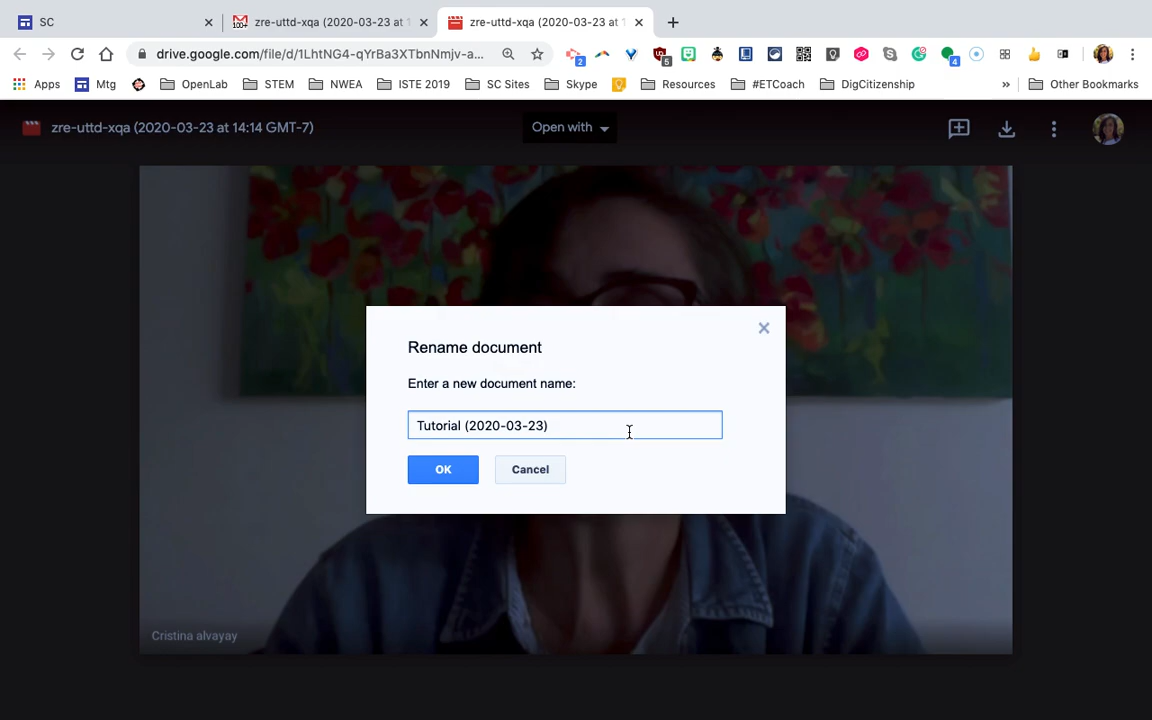 SC
zre-uttd-xqa (2020-03-23 at 1
zre-uttd-xqa (2020-03-23 at 1
drive.google.com/file/d/1LhtNG4-qYrBa3XTbnNmjv-a...
Apps
Mtg
OpenLab
STEM
NWEA
ISTE 2019
SC Sites
Skype
Resources
#ETCoach
DigCitizenship
»
Other Bookmarks
zre-uttd-xqa (2020-03-23 at 14:14 GMT-7)
Open with
Rename document
Enter a new document name:
Tutorial (2020-03-23)
OK
Cancel
Cristina alvayay